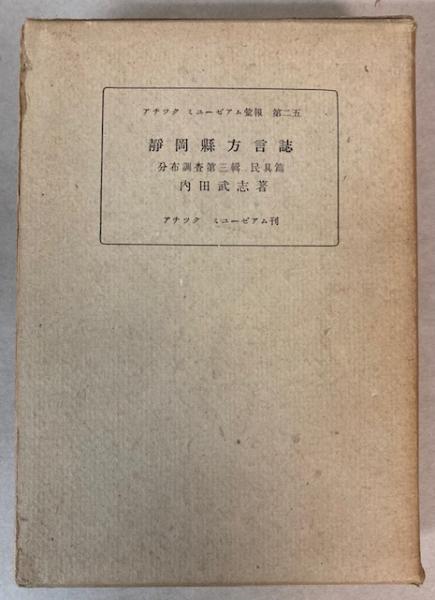 アチツク ミユーゼアム彙報 第二五
靜岡縣方言誌
分布調査第三輯 民具篇
內田武志著
アチツク ミユーゼアム刊